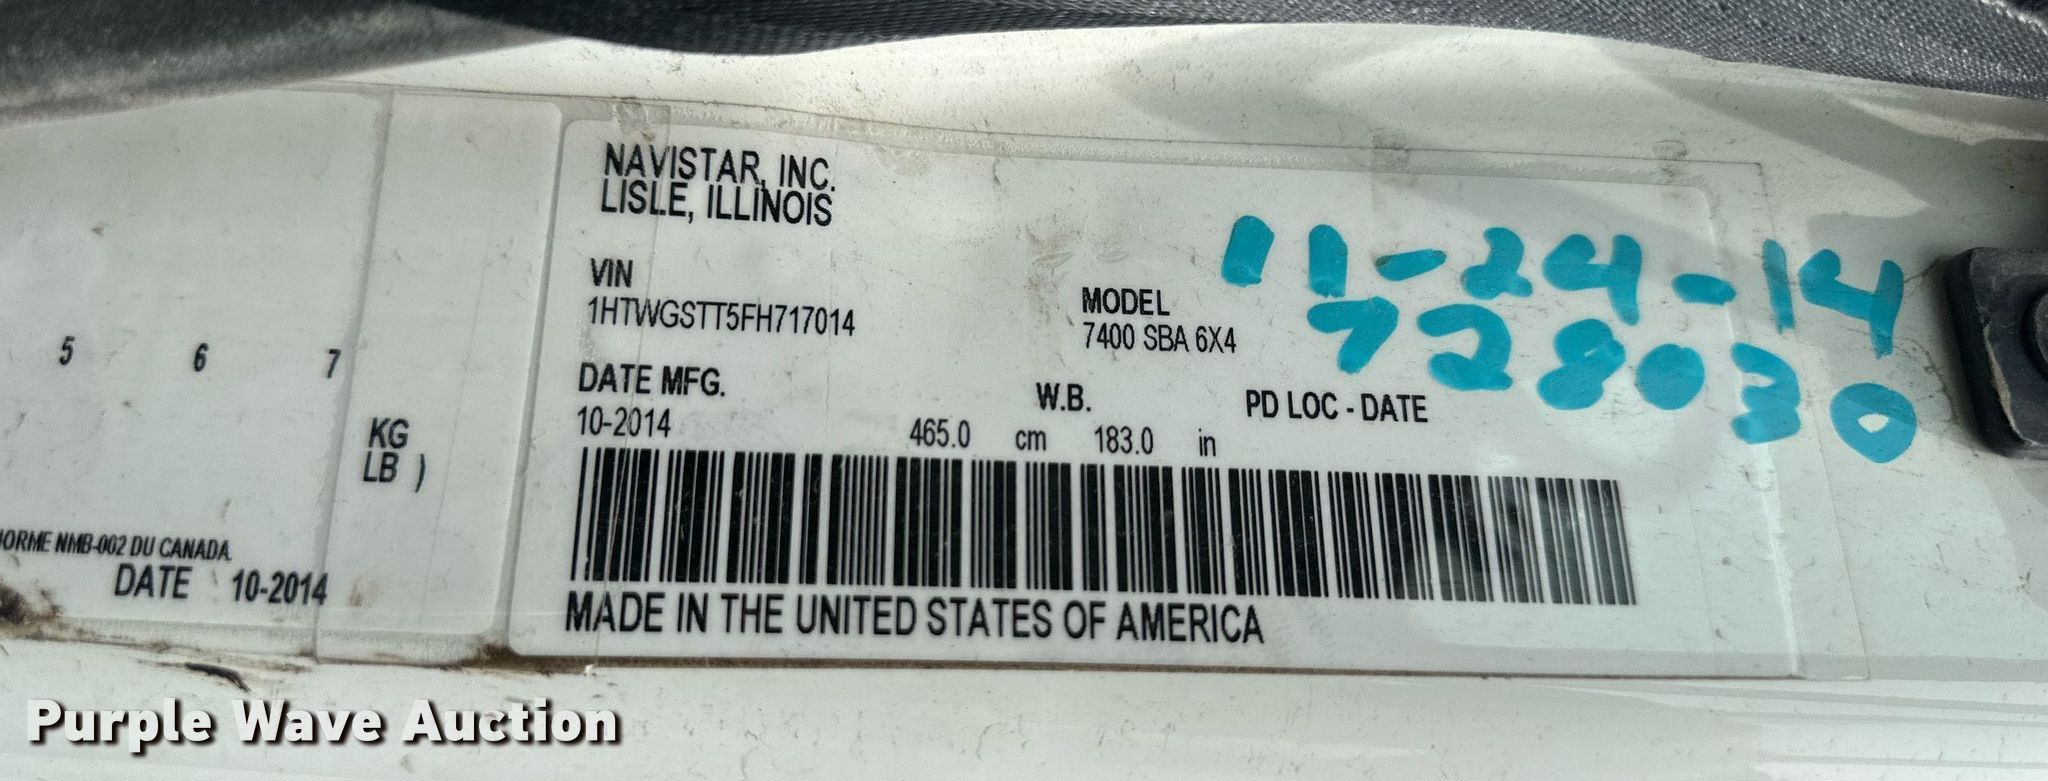 NAVISTAR, INC.
LISLE, ILLINOIS
VIN
1HTWGSTT5FH717014
MODEL
7400 SBA 6X4
11-24-14
728030
DATE MFG.
10-2014
W.B.
465.0 cm 183.0 in
PD LOC - DATE
MADE IN THE UNITED STATES OF AMERICA
5 6 7
KG
LB )
NORME NMB-002 DU CANADA.
DATE 10-2014
Purple Wave Auction